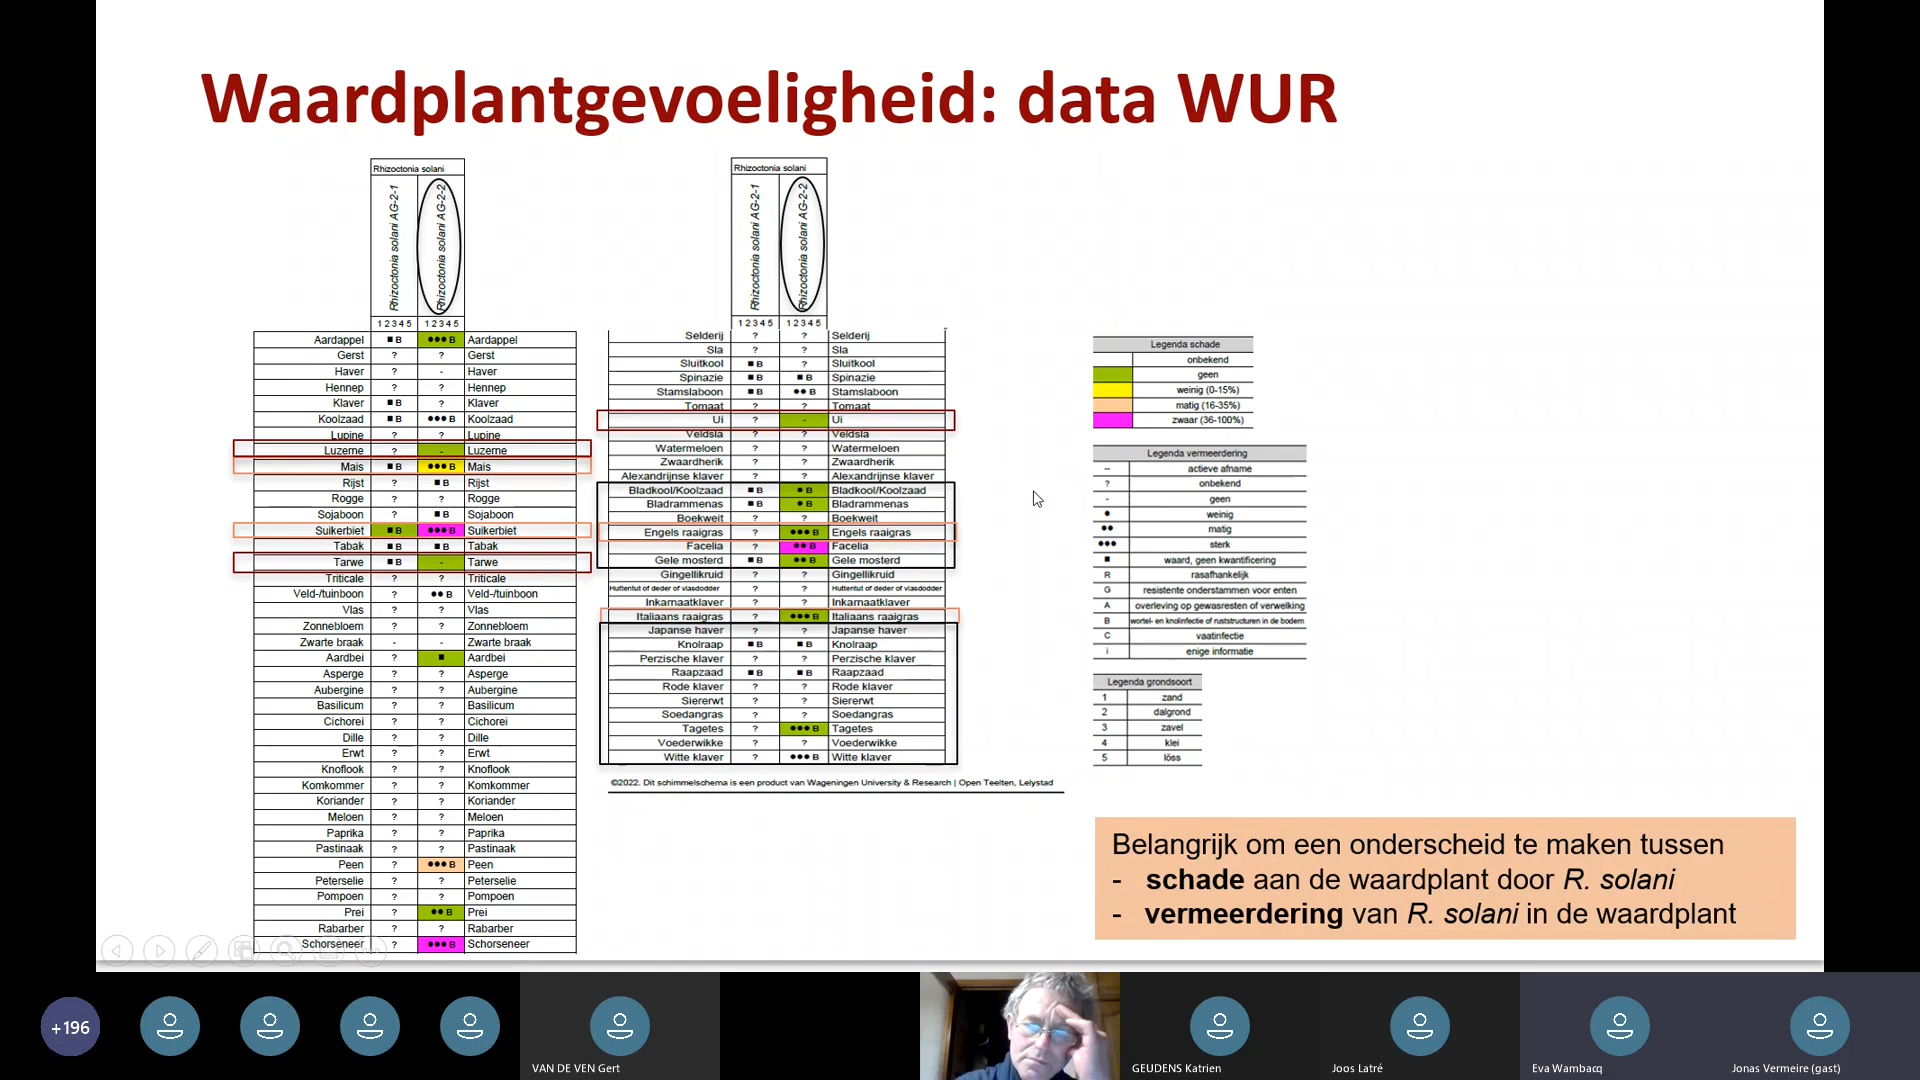 Waardplantgevoeligheid: data WUR
Rhizoctonia solani
Rhizoctonia solani AG-2-1
Rhizoctonia solani AG-2-2
1 2 3 4 5 1 2 3 4 5
Aardappel ■ B ●●● B Aardappel
Gerst ? ? Gerst
Haver ? - Haver
Hennep ? ? Hennep
Klaver ■ B ? Klaver
Koolzaad ■ B ●●● B Koolzaad
Lupine ? ? Lupine
Luzerne ? - Luzerne
Mais ■ B ●●● B Mais
Rijst ? ■ B Rijst
Rogge ? ? Rogge
Sojaboon ? ■ B Sojaboon
Suikerbiet ■ B ●●● B Suikerbiet
Tabak ■ B ■ B Tabak
Tarwe ■ B - Tarwe
Triticale ? ? Triticale
Veld-/tuinboon ? ●● B Veld-/tuinboon
Vlas ? ? Vlas
Zonnebloem ? ? Zonnebloem
Zwarte braak - - Zwarte braak
Aardbei ? ■ Aardbei
Asperge ? ? Asperge
Aubergine ? ? Aubergine
Basilicum ? ? Basilicum
Cichorei ? ? Cichorei
Dille ? ? Dille
Erwt ? ? Erwt
Knoflook ? ? Knoflook
Komkommer ? ? Komkommer
Koriander ? ? Koriander
Meloen ? ? Meloen
Paprika ? ? Paprika
Pastinaak ? ? Pastinaak
Peen ? ●●● B Peen
Peterselie ? ? Peterselie
Pompoen ? ? Pompoen
Prei ? ●● B Prei
Rabarber ? ? Rabarber
Schorseneer ? ●●● B Schorseneer
Rhizoctonia solani
Rhizoctonia solani AG-2-1
Rhizoctonia solani AG-2-2
1 2 3 4 5 1 2 3 4 5
Selderij ? ? Selderij
Sla ? ? Sla
Sluitkool ■ B ? Sluitkool
Spinazie ■ B ■ B Spinazie
Stamslaboon ■ B ●● B Stamslaboon
Tomaat ? ? Tomaat
Ui ? - Ui
Veldsla ? ? Veldsla
Watermeloen ? ? Watermeloen
Zwaardherik ? ? Zwaardherik
Alexandrijnse klaver ? ? Alexandrijnse klaver
Bladkool/Koolzaad ■ B ● B Bladkool/Koolzaad
Bladrammenas ■ B ● B Bladrammenas
Boekweit ? ? Boekweit
Engels raaigras ? ●●● B Engels raaigras
Facelia ? ●● B Facelia
Gele mosterd ■ B ●● B Gele mosterd
Gingellikruid ? ? Gingellikruid
Huttentut of deder of vlasdodder ? ? Huttentut of deder of vlasdodder
Inkarnaatklaver ? ? Inkarnaatklaver
Italiaans raaigras ? ●●● B Italiaans raaigras
Japanse haver ? ? Japanse haver
Knolraap ■ B ■ B Knolraap
Perzische klaver ? ? Perzische klaver
Raapzaad ■ B ■ B Raapzaad
Rode klaver ? ? Rode klaver
Siererwt ? ? Siererwt
Soedangras ? ? Soedangras
Tagetes ? ●●● B Tagetes
Voederwikke ? ? Voederwikke
Witte klaver ? ●●● B Witte klaver
©2022. Dit schimmelschema is een product van Wageningen University & Research | Open Teelten, Lelystad
Legenda schade
onbekend
geen
weinig (0-15%)
matig (16-35%)
zwaar (36-100%)
Legenda vermeerdering
-- actieve afname
? onbekend
- geen
● weinig
●● matig
●●● sterk
■ waard, geen kwantificering
R rasafhankelijk
G resistente onderstammen voor enten
A overleving op gewasresten of verwelking
B wortel- en knolinfectie of ruststructuren in de bodem
C vaatinfectie
i enige informatie
Legenda grondsoort
1 zand
2 dalgrond
3 zavel
4 klei
5 löss
Belangrijk om een onderscheid te maken tussen
- schade aan de waardplant door R. solani
- vermeerdering van R. solani in de waardplant
+196
VAN DE VEN Gert
GEUDENS Katrien
Joos Latré
Eva Wambacq
Jonas Vermeire (gast)